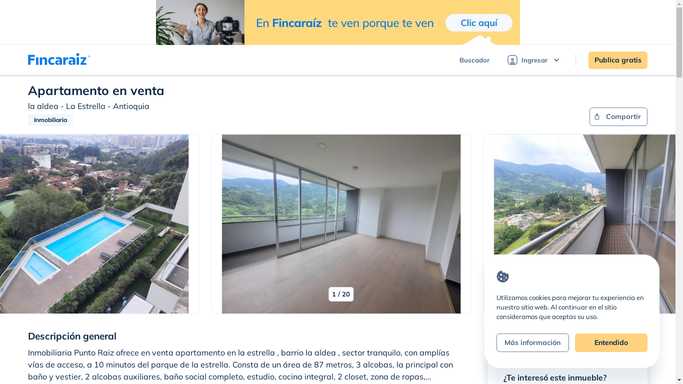 En Fincaraíz te ven porque te ven
Clic aquí
Fıncaraiz
Buscador
Ingresar
Publica gratis
Apartamento en venta
la aldea - La Estrella - Antioquia
Inmobiliaria
Compartir
1 / 20
Utilizamos cookies para mejorar tu experiencia en
nuestro sitio web. Al continuar en el sitio
consideramos que aceptas su uso.
Más información
Entendido
Descripción general
Inmobiliaria Punto Raiz ofrece en venta apartamento en la estrella , barrio la aldea , sector tranquilo, con amplías
vías de acceso, a 10 minutos del parque de la estrella. Consta de un área de 87 metros, 3 alcobas, la principal con
baño y vestier, 2 alcobas auxiliares, baño social completo, estudio, cocina integral, 2 closet, zona de ropas,...
¿Te interesó este inmueble?